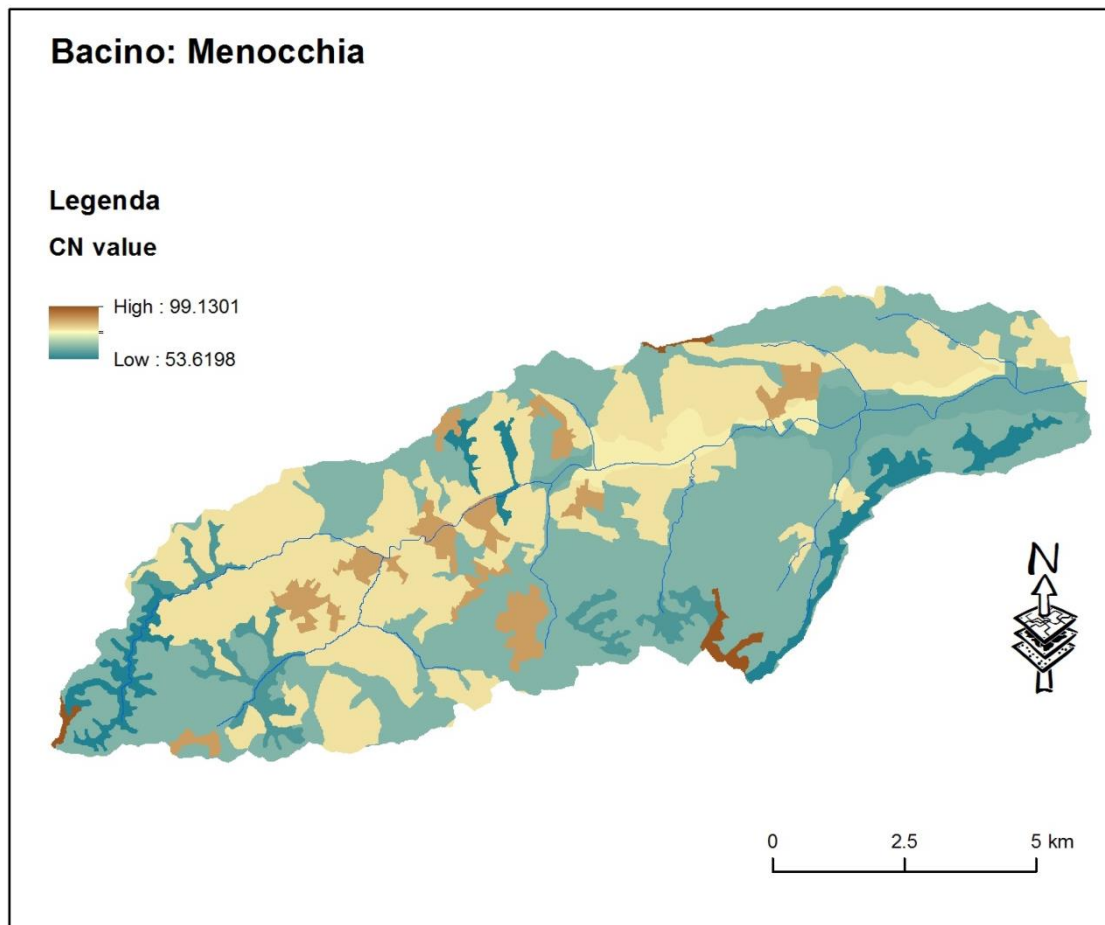 Bacino: Menocchia
Legenda
CN value
High : 99.1301
Low : 53.6198
N
0 2.5 5 km